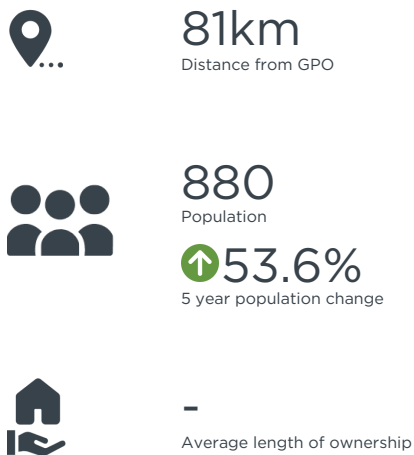 81km
Distance from GPO
880
Population
53.6%
5 year population change
-
Average length of ownership